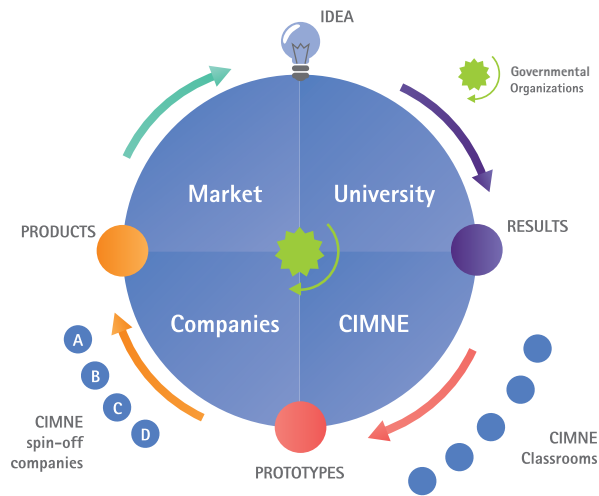 IDEA
Governmental
Organizations
Market
University
PRODUCTS
RESULTS
Companies
CIMNE
A
B
C
D
CIMNE
spin-off
companies
CIMNE
Classrooms
PROTOTYPES